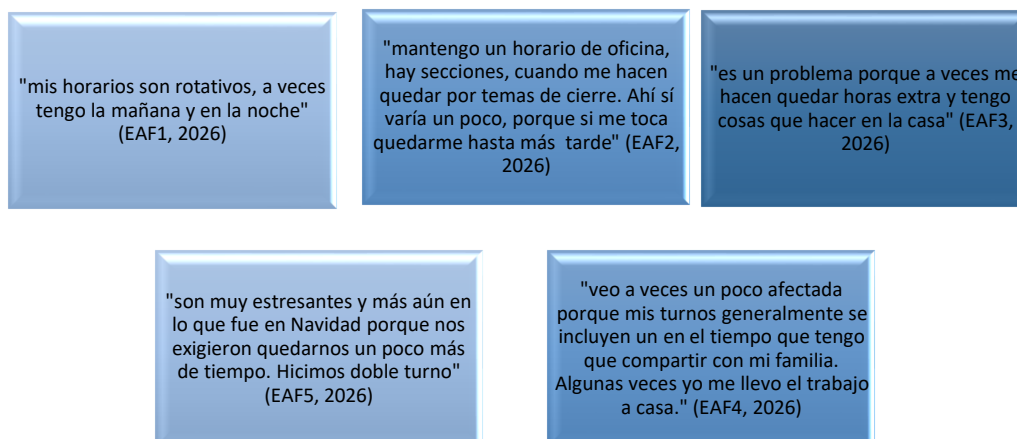 "mis horarios son rotativos, a veces
tengo la mañana y en la noche"
(EAF1, 2026)
"mantengo un horario de oficina,
hay secciones, cuando me hacen
quedar por temas de cierre. Ahí sí
varía un poco, porque si me toca
quedarme hasta más tarde" (EAF2,
2026)
"es un problema porque a veces me
hacen quedar horas extra y tengo
cosas que hacer en la casa" (EAF3,
2026)
"son muy estresantes y más aún en
lo que fue en Navidad porque nos
exigieron quedarnos un poco más
de tiempo. Hicimos doble turno"
(EAF5, 2026)
"veo a veces un poco afectada
porque mis turnos generalmente se
incluyen un en el tiempo que tengo
que compartir con mi familia.
Algunas veces yo me llevo el trabajo
a casa." (EAF4, 2026)